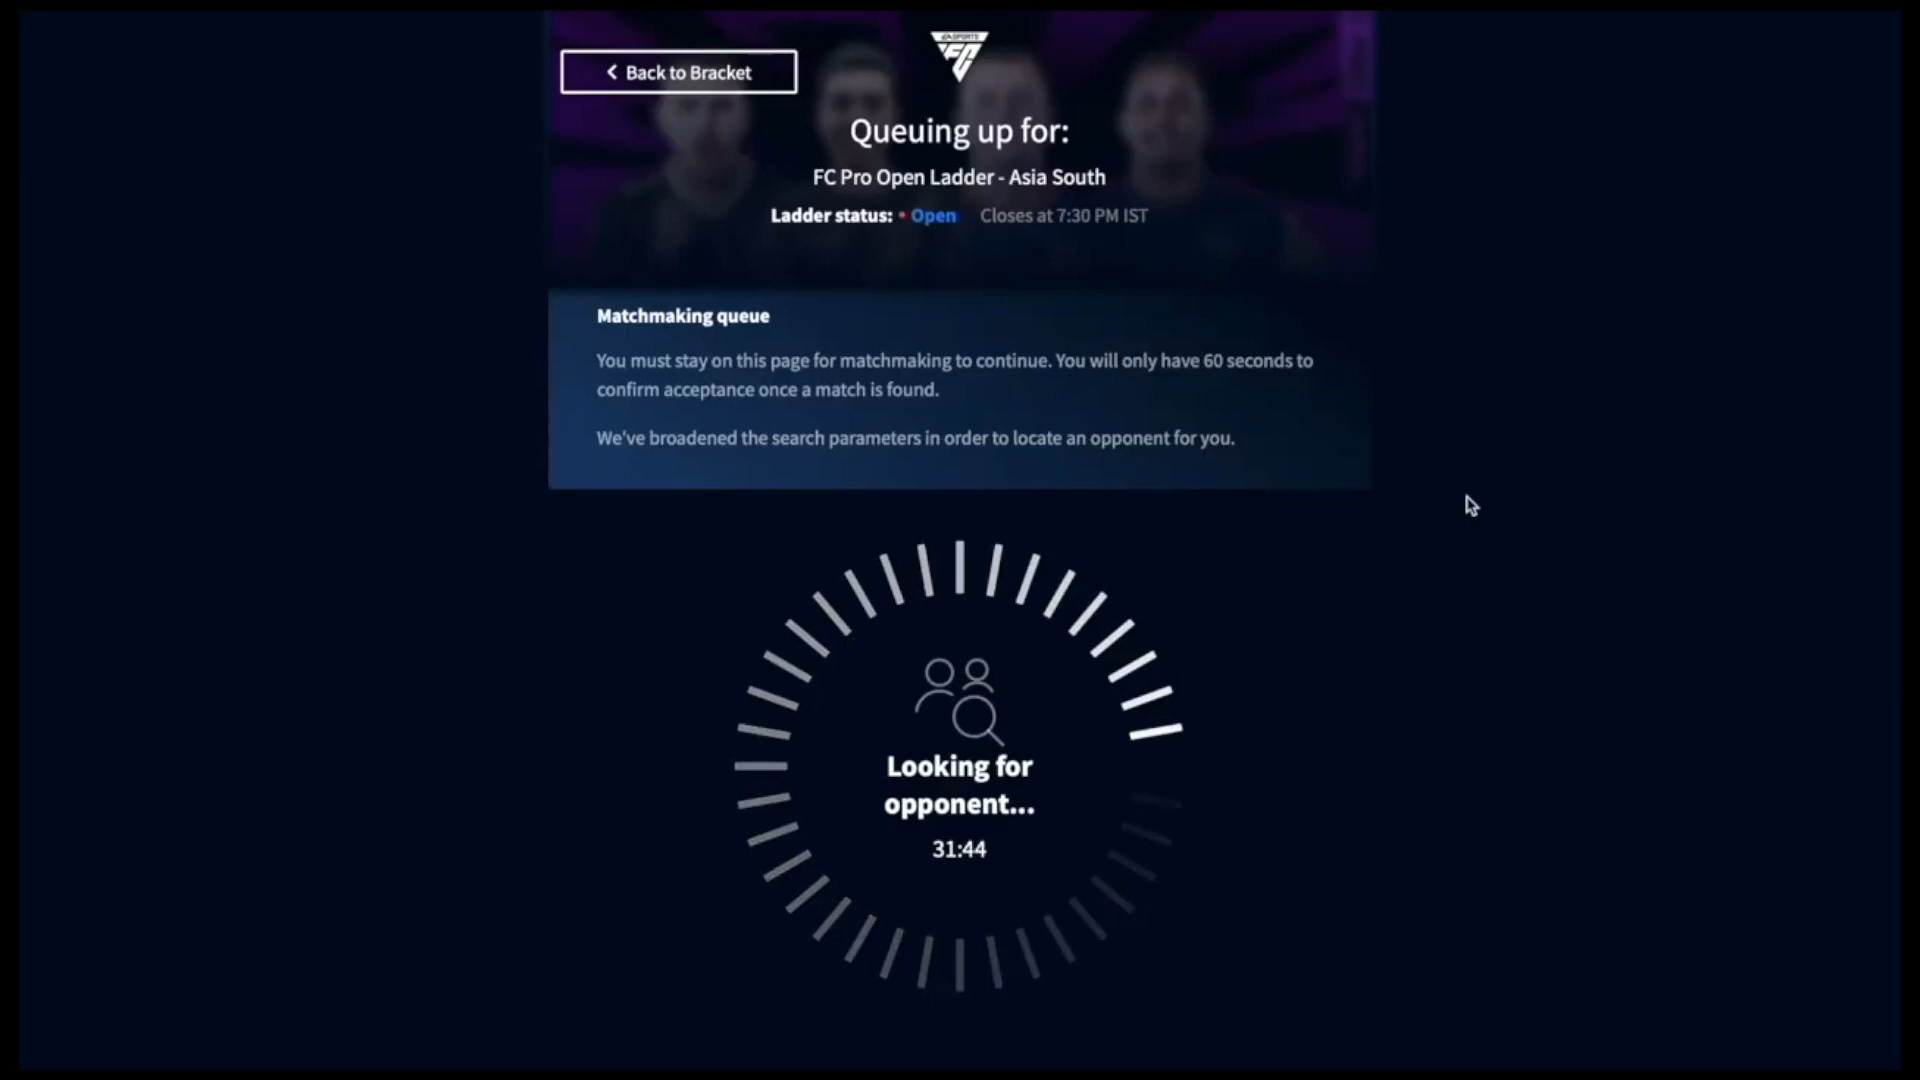 EA SPORTS
FC
Back to Bracket
Queuing up for:
FC Pro Open Ladder - Asia South
Ladder status: • Open Closes at 7:30 PM IST
Matchmaking queue
You must stay on this page for matchmaking to continue. You will only have 60 seconds to
confirm acceptance once a match is found.
We've broadened the search parameters in order to locate an opponent for you.
Looking for
opponent...
31:44